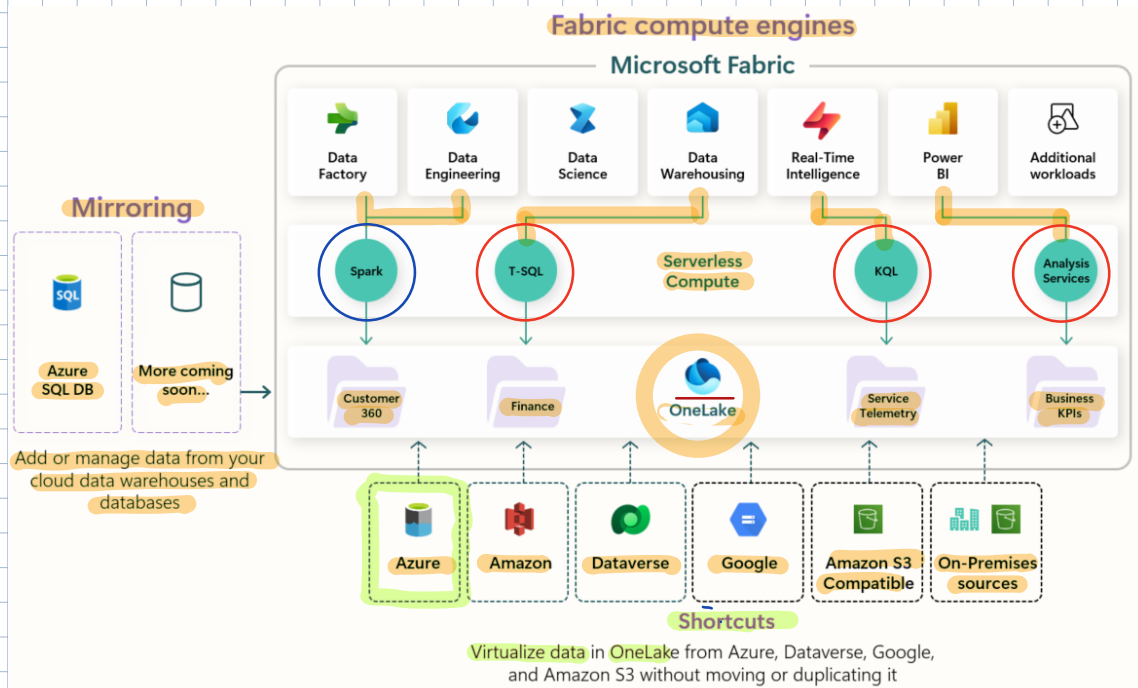 Fabric compute engines
Microsoft Fabric
Data
Factory
Data
Engineering
Data
Science
Data
Warehousing
Real-Time
Intelligence
Power
BI
Additional
workloads
Mirroring
SQL
Azure
SQL DB
More coming
soon...
Add or manage data from your
cloud data warehouses and
databases
Spark
T-SQL
Serverless
Compute
KQL
Analysis
Services
Customer
360
Finance
OneLake
Service
Telemetry
Business
KPIs
Azure
Amazon
Dataverse
Google
Amazon S3
Compatible
On-Premises
sources
Shortcuts
Virtualize data in OneLake from Azure, Dataverse, Google,
and Amazon S3 without moving or duplicating it